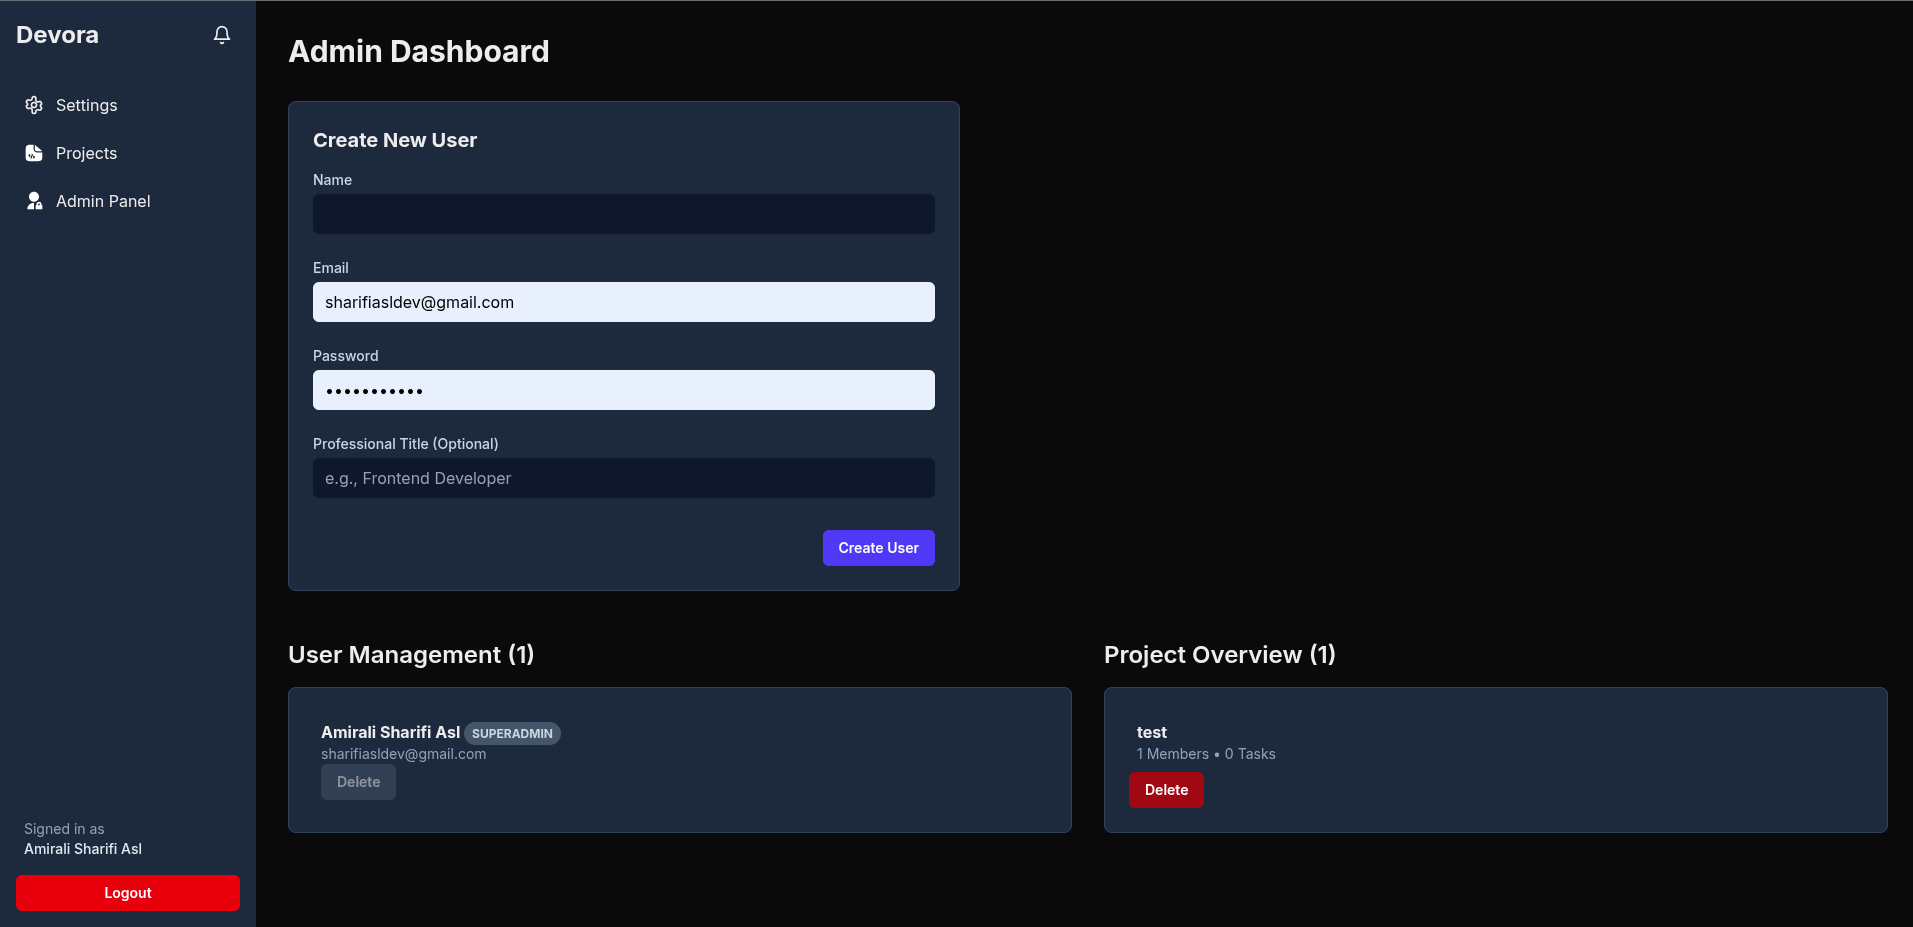 Devora
Settings
Projects
Admin Panel
Signed in as
Amirali Sharifi Asl
Logout
Admin Dashboard
Create New User
Name
Email
sharifiasldev@gmail.com
Password
•••••••••••
Professional Title (Optional)
e.g., Frontend Developer
Create User
User Management (1)
Amirali Sharifi Asl SUPERADMIN
sharifiasldev@gmail.com
Delete
Project Overview (1)
test
1 Members • 0 Tasks
Delete